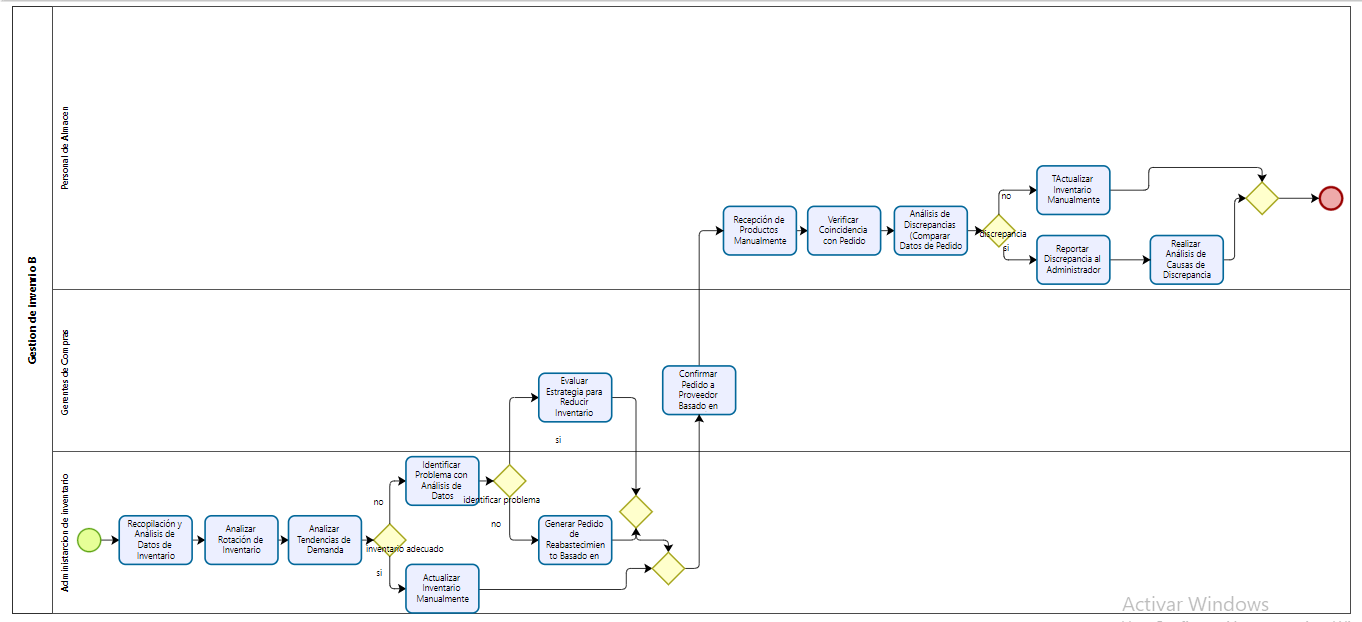 Gestion de invenio B
Personal de Almacen
Gerentes de Compras
Administarcion de inventario
Recopilación y
Análisis de
Datos de
Inventario
Analizar
Rotación de
Inventario
Analizar
Tendencias de
Demanda
inventario adecuado
no
si
Identificar
Problema con
Análisis de
Datos
Actualizar
Inventario
Manualmente
identificar problema
si
no
Evaluar
Estrategia para
Reducir
Inventario
Generar Pedido
de
Reabastecimien
to Basado en
Confirmar
Pedido a
Proveedor
Basado en
Recepción de
Productos
Manualmente
Verificar
Coincidencia
con Pedido
Análisis de
Discrepancias
(Comparar
Datos de Pedido
discrepancia
no
si
TActualizar
Inventario
Manualmente
Reportar
Discrepancia al
Administrador
Realizar
Análisis de
Causas de
Discrepancia
Activar Windows